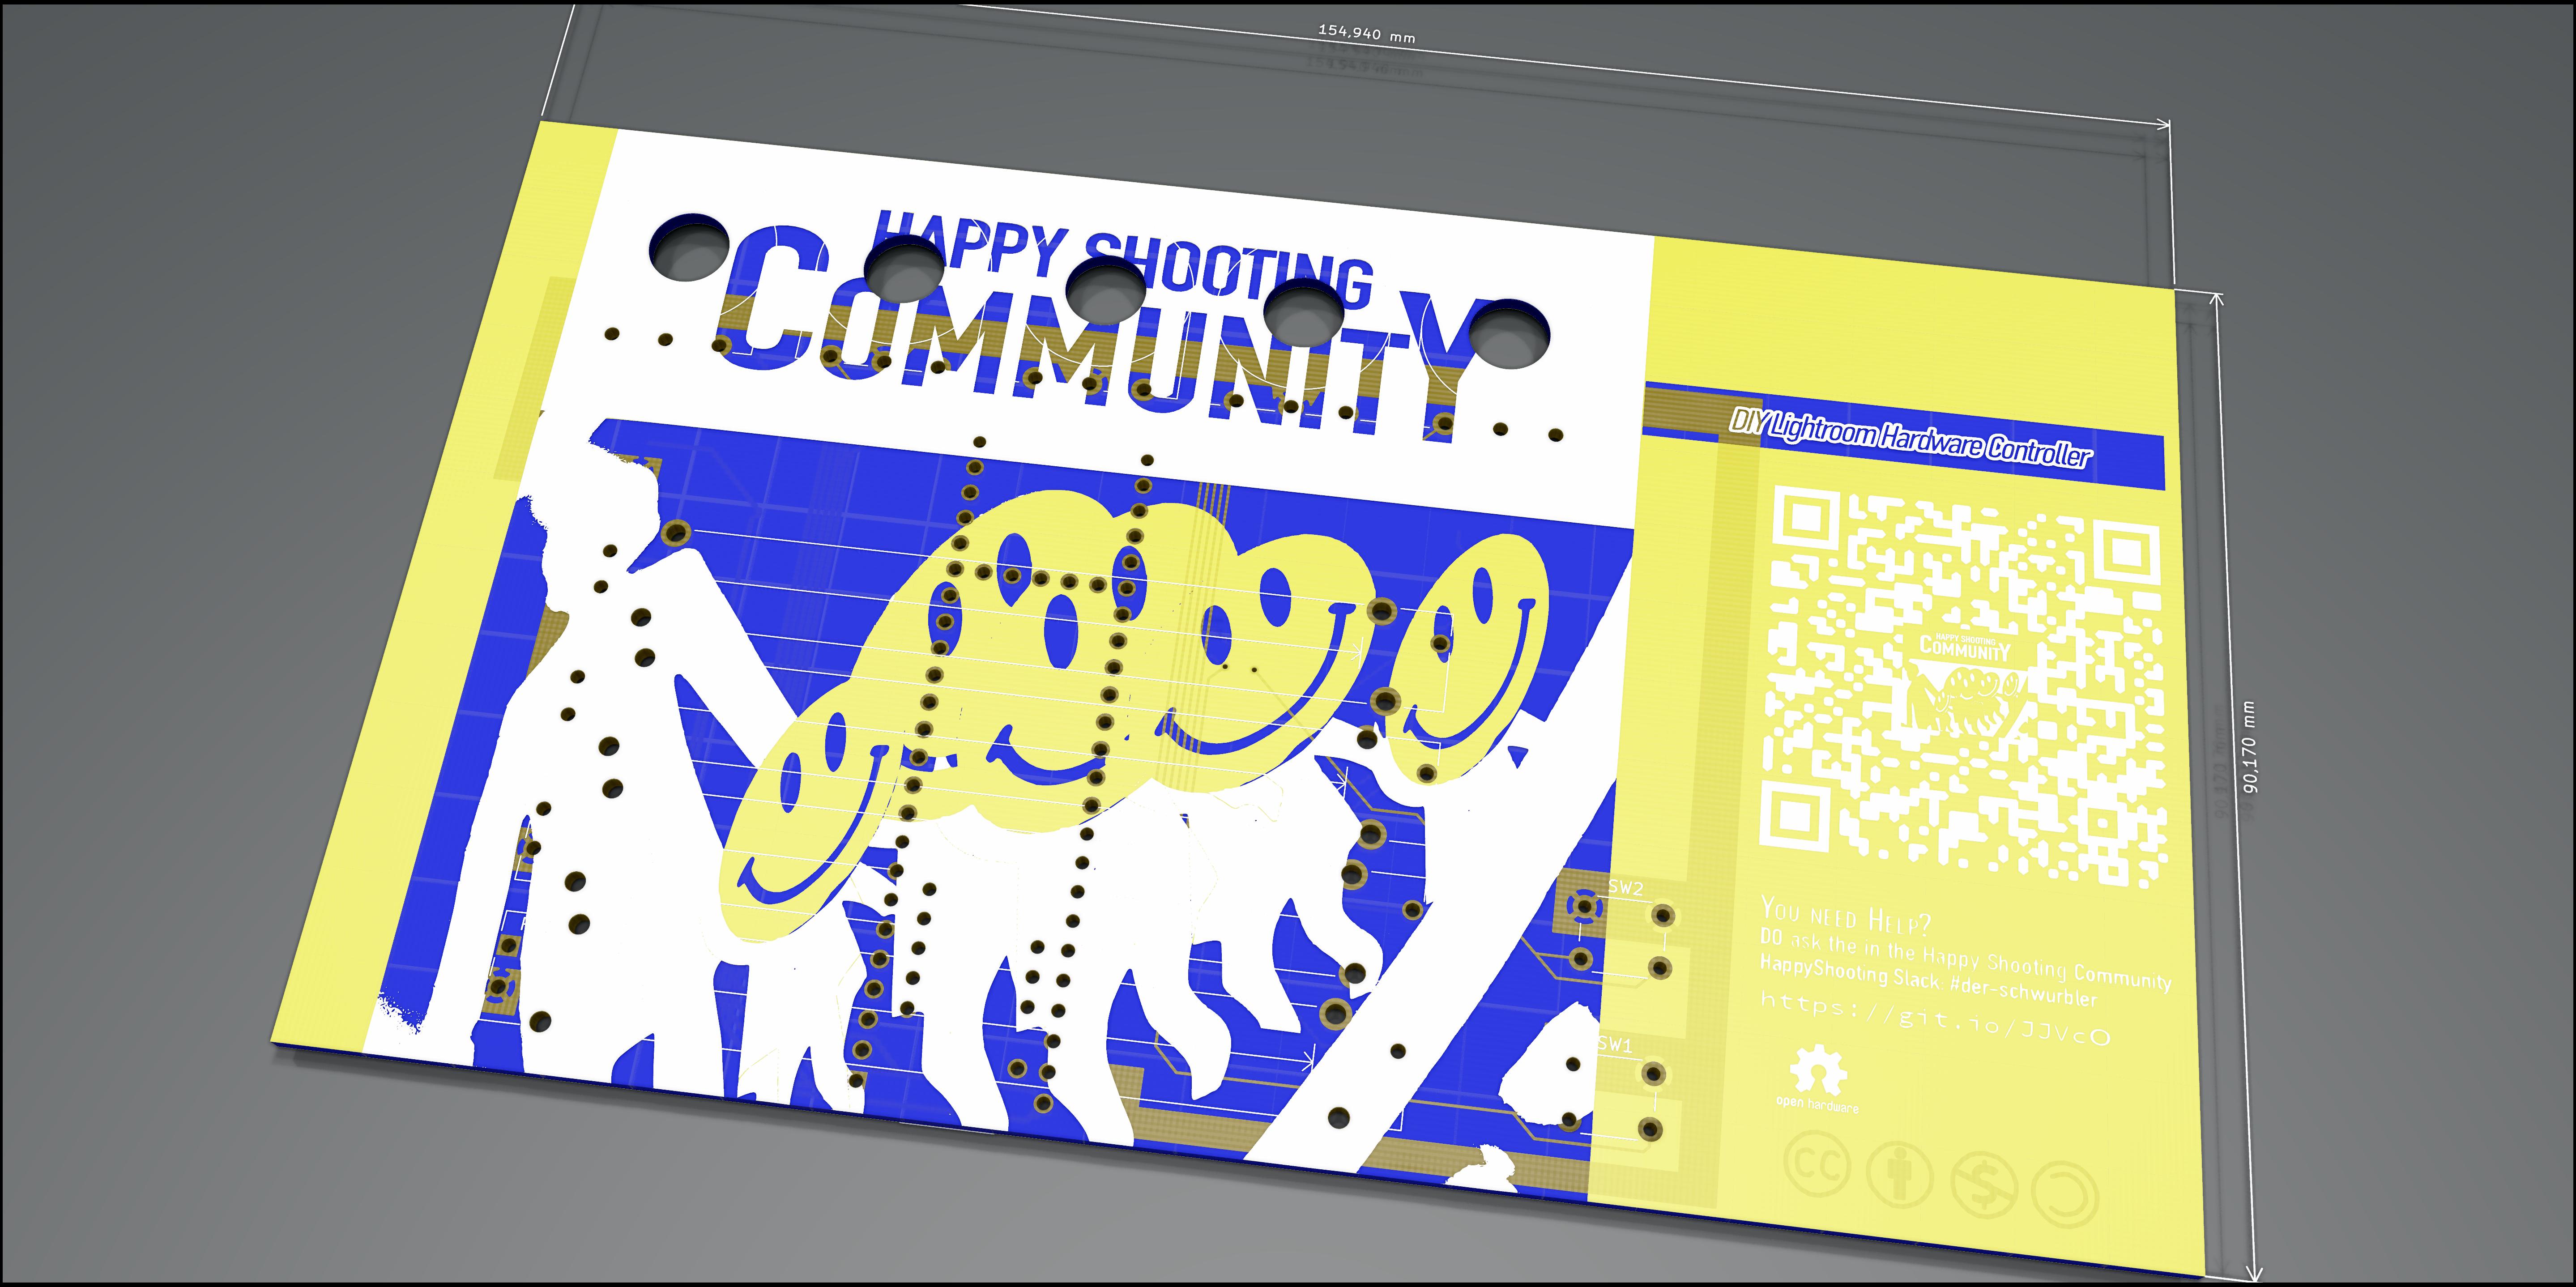 154,940 mm
HAPPY SHOOTING
COMMUNITY
DIY Lightroom Hardware Controller
HAPPY SHOOTING
COMMUNITY
90,170 mm
SW2
YOU NEED HELP?
DO ask the in the Happy Shooting Community
HappyShooting Slack: #der-schwurbler
https://git.io/JJVcO
SW1
open hardware
CC
$